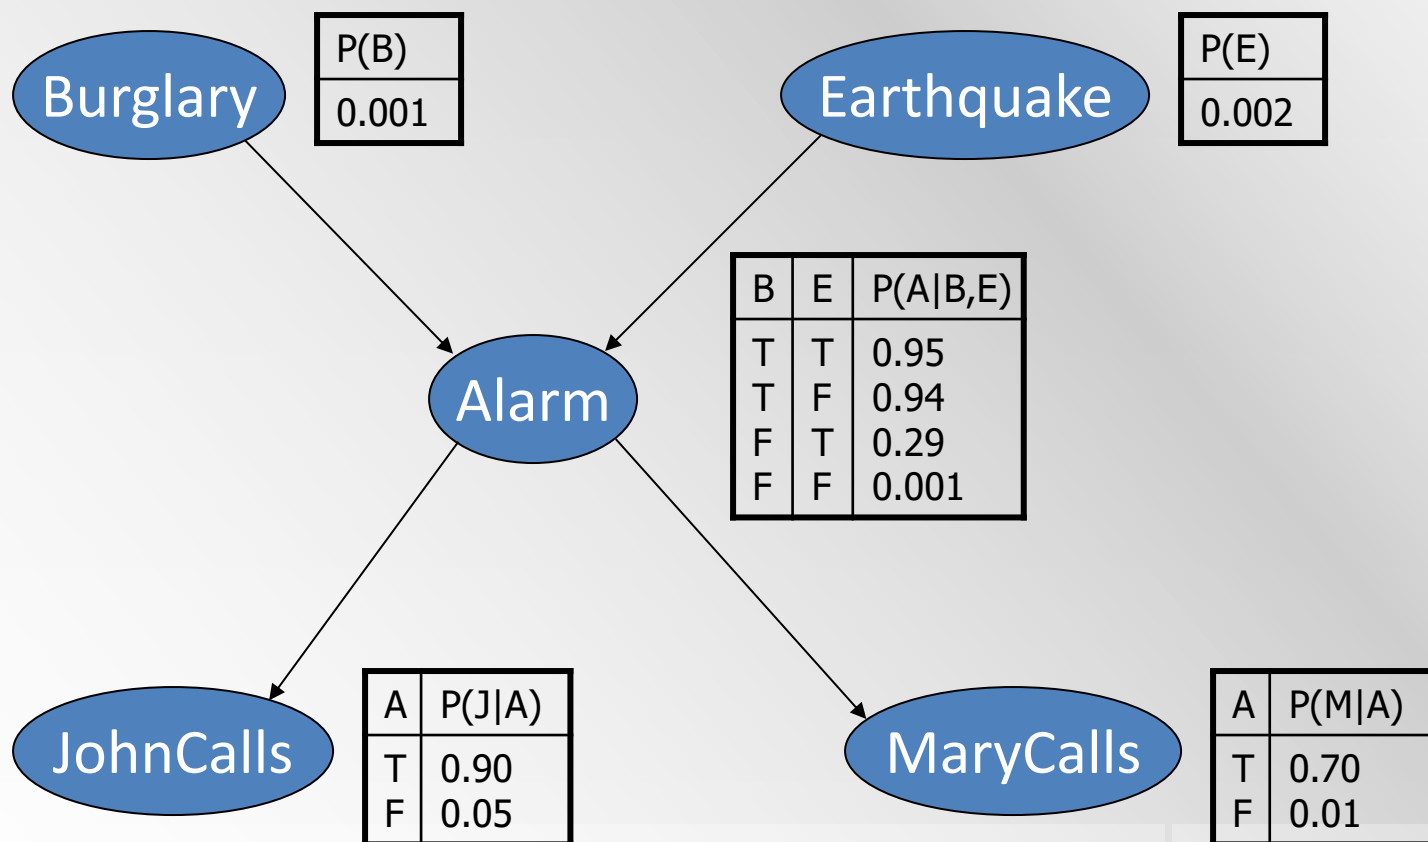 Burglary
P(B)
0.001
Earthquake
P(E)
0.002
B E P(A|B,E)
T T 0.95
T F 0.94
F T 0.29
F F 0.001
Alarm
JohnCalls
A P(J|A)
T 0.90
F 0.05
MaryCalls
A P(M|A)
T 0.70
F 0.01